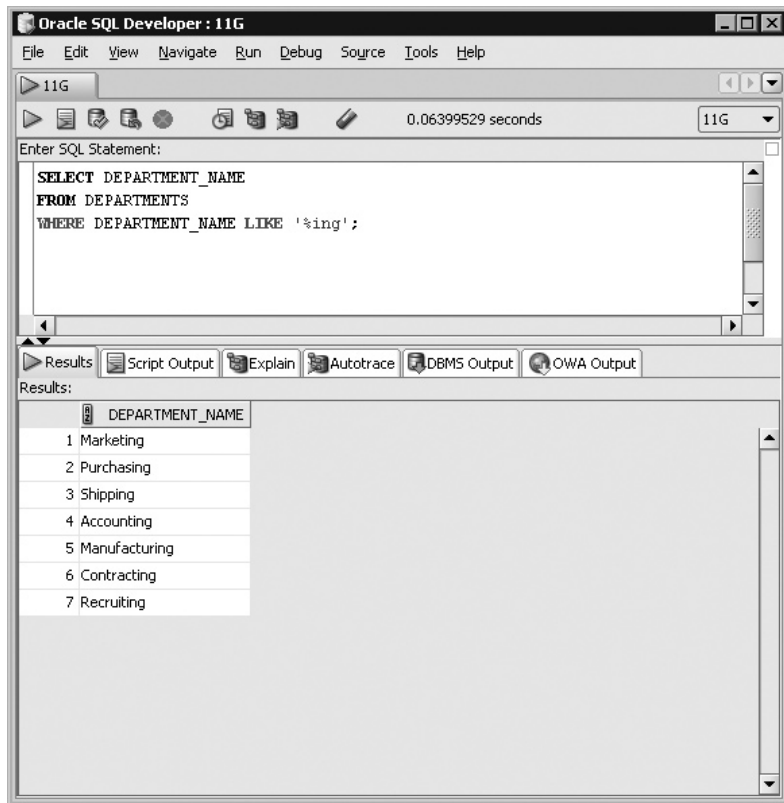 Oracle SQL Developer : 11G
File Edit View Navigate Run Debug Source Tools Help
11G
0.06399529 seconds 11G
Enter SQL Statement:
SELECT DEPARTMENT_NAME
FROM DEPARTMENTS
WHERE DEPARTMENT_NAME LIKE '%ing';
Results Script Output Explain Autotrace DBMS Output OWA Output
Results:
DEPARTMENT_NAME
1 Marketing
2 Purchasing
3 Shipping
4 Accounting
5 Manufacturing
6 Contracting
7 Recruiting